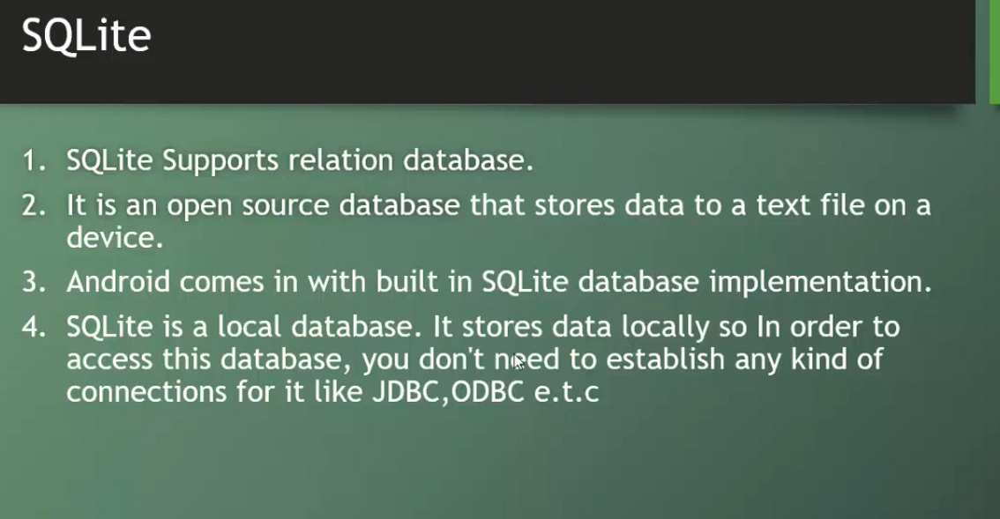 SQLite
1. SQLite Supports relation database.
2. It is an open source database that stores data to a text file on a
device.
3. Android comes in with built in SQLite database implementation.
4. SQLite is a local database. It stores data locally so In order to
access this database, you don't need to establish any kind of
connections for it like JDBC,ODBC e.t.c